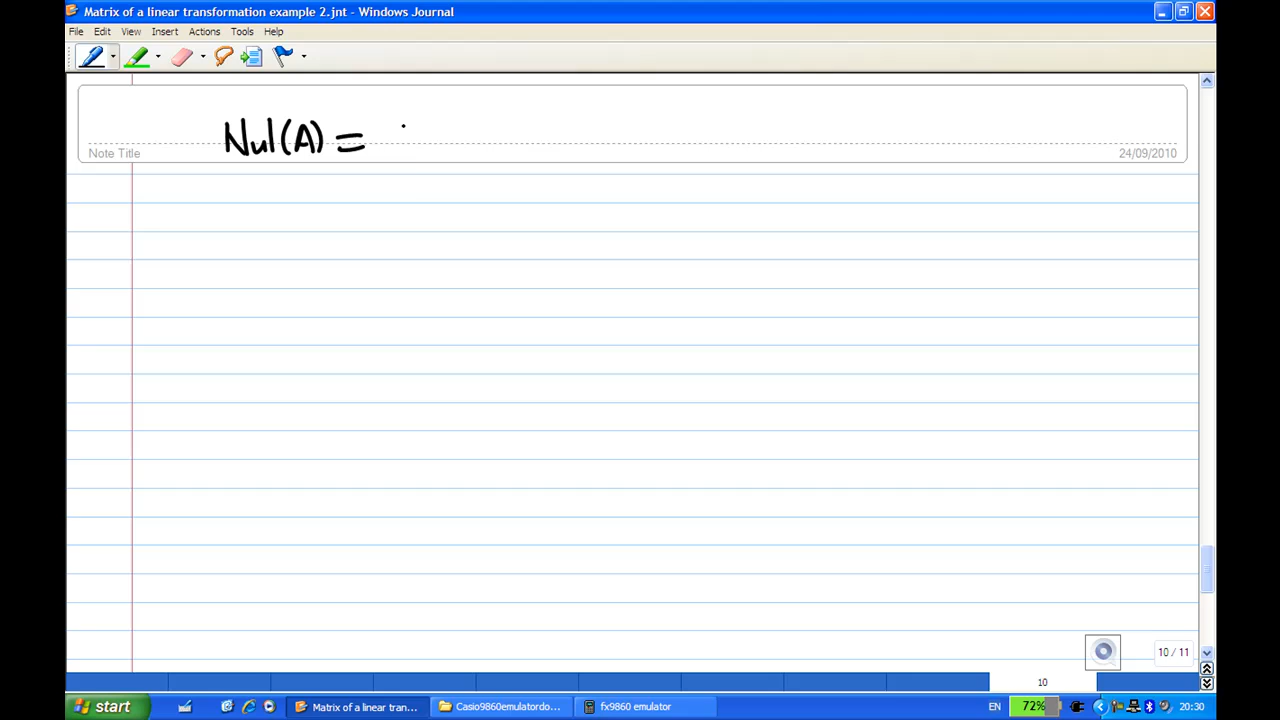 Matrix of a linear transformation example 2.jnt - Windows Journal
File Edit View Insert Actions Tools Help
Nul(A) =
Note Title
24/09/2010
10 / 11
10
start
Matrix of a linear tran...
Casio9860emulatordo...
fx9860 emulator
EN
72%
20:30